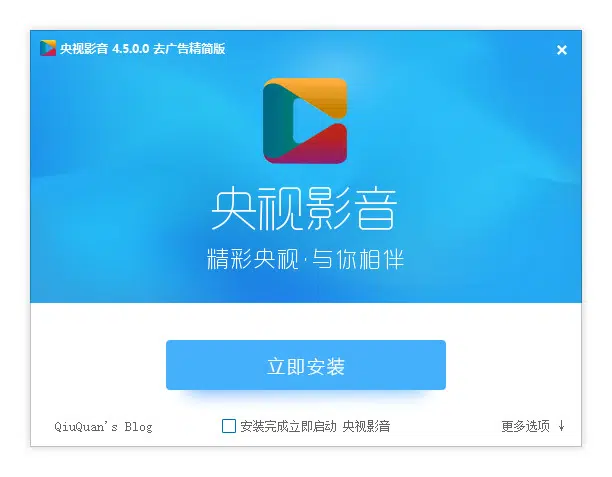 央视影音 4.5.0.0 去广告精简版
央视影音
精彩央视·与你相伴
立即安装
QiuQuan's Blog
安装完成立即启动 央视影音
更多选项 ↓